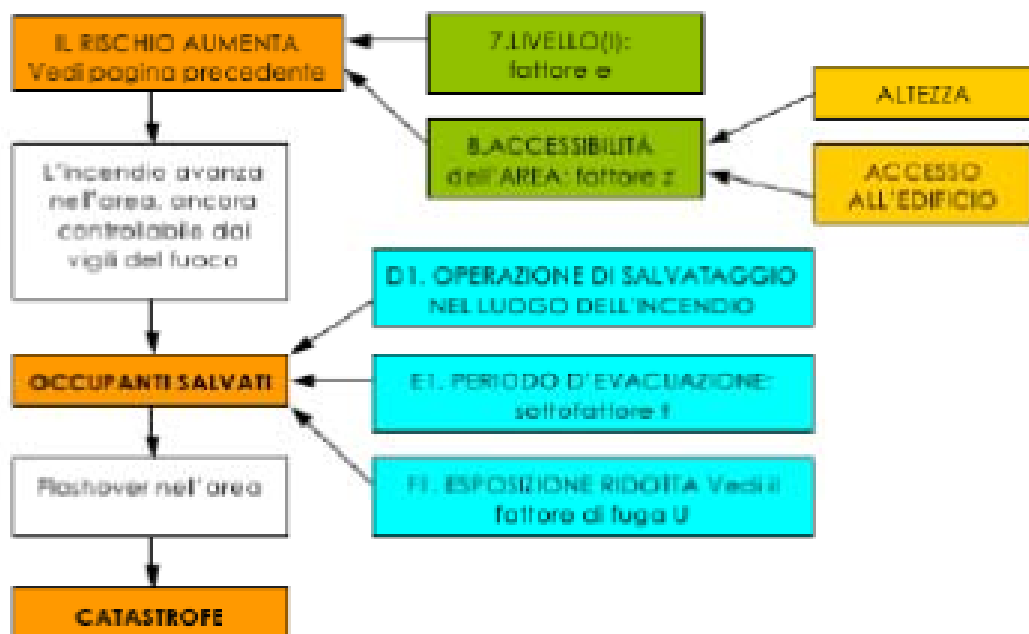 IL RISCHIO AUMENTA
Vedi pagina precedente
7.LIVELLO(I):
fattore e
ALTEZZA
8.ACCESSIBILITÀ
dell'AREA: fattore z
ACCESSO
ALL'EDIFICIO
L'incendio avanza
nell'area, ancora
controllabile dai
vigili del fuoco
D1. OPERAZIONE DI SALVATAGGIO
NEL LUOGO DELL'INCENDIO
OCCUPANTI SALVATI
E1. PERIODO D'EVACUAZIONE:
sottofattore t
Flashover nell'area
F1. ESPOSIZIONE RIDOTTA Vedi il
fattore di fuga U
CATASTROFE